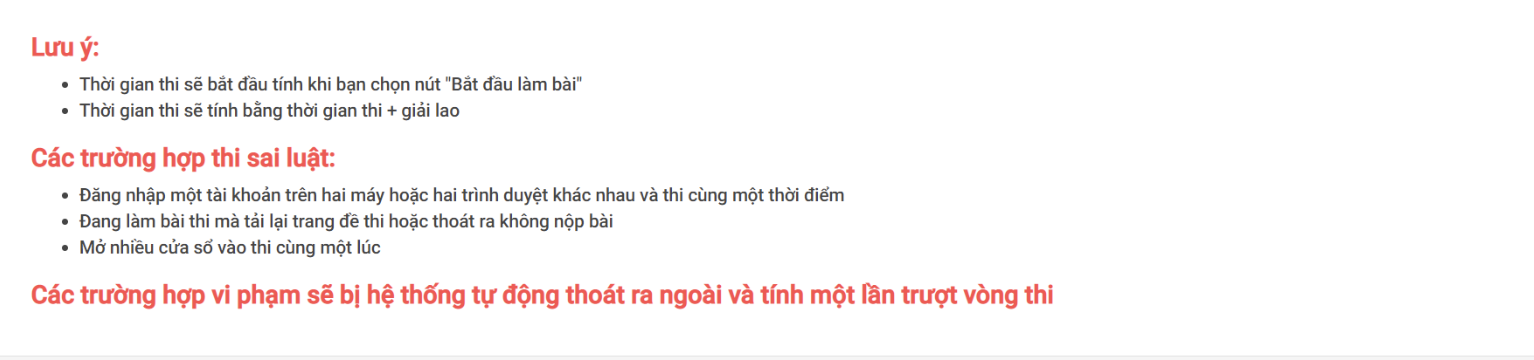 Lưu ý:
Thời gian thi sẽ bắt đầu tính khi bạn chọn nút "Bắt đầu làm bài"
Thời gian thi sẽ tính bằng thời gian thi + giải lao
Các trường hợp thi sai luật:
Đăng nhập một tài khoản trên hai máy hoặc hai trình duyệt khác nhau và thi cùng một thời điểm
Đang làm bài thi mà tải lại trang đề thi hoặc thoát ra không nộp bài
Mở nhiều cửa sổ vào thi cùng một lúc
Các trường hợp vi phạm sẽ bị hệ thống tự động thoát ra ngoài và tính một lần trượt vòng thi